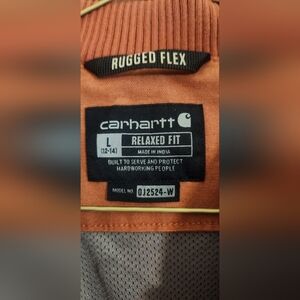 RUGGED FLEX
carhartt
L
(12-14)
RELAXED FIT
MADE IN INDIA
BUILT TO SERVE AND PROTECT
HARDWORKING PEOPLE
MODEL NO. OJ2524-W